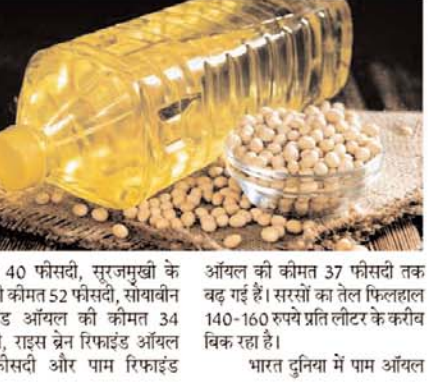 40 फीसदी, सूरजमुखी के
कीमत 52 फीसदी, सोयाबीन
ऑयल की कीमत 34
राइस ब्रेन रिफाइंड ऑयल
और पाम रिफाइंड
ऑयल की कीमत 37 फीसदी तक
बढ़ गई हैं। सरसों का तेल फिलहाल
140-160 रुपये प्रति लीटर के करीब
बिक रहा है।
भारत दुनिया में पाम ऑयल